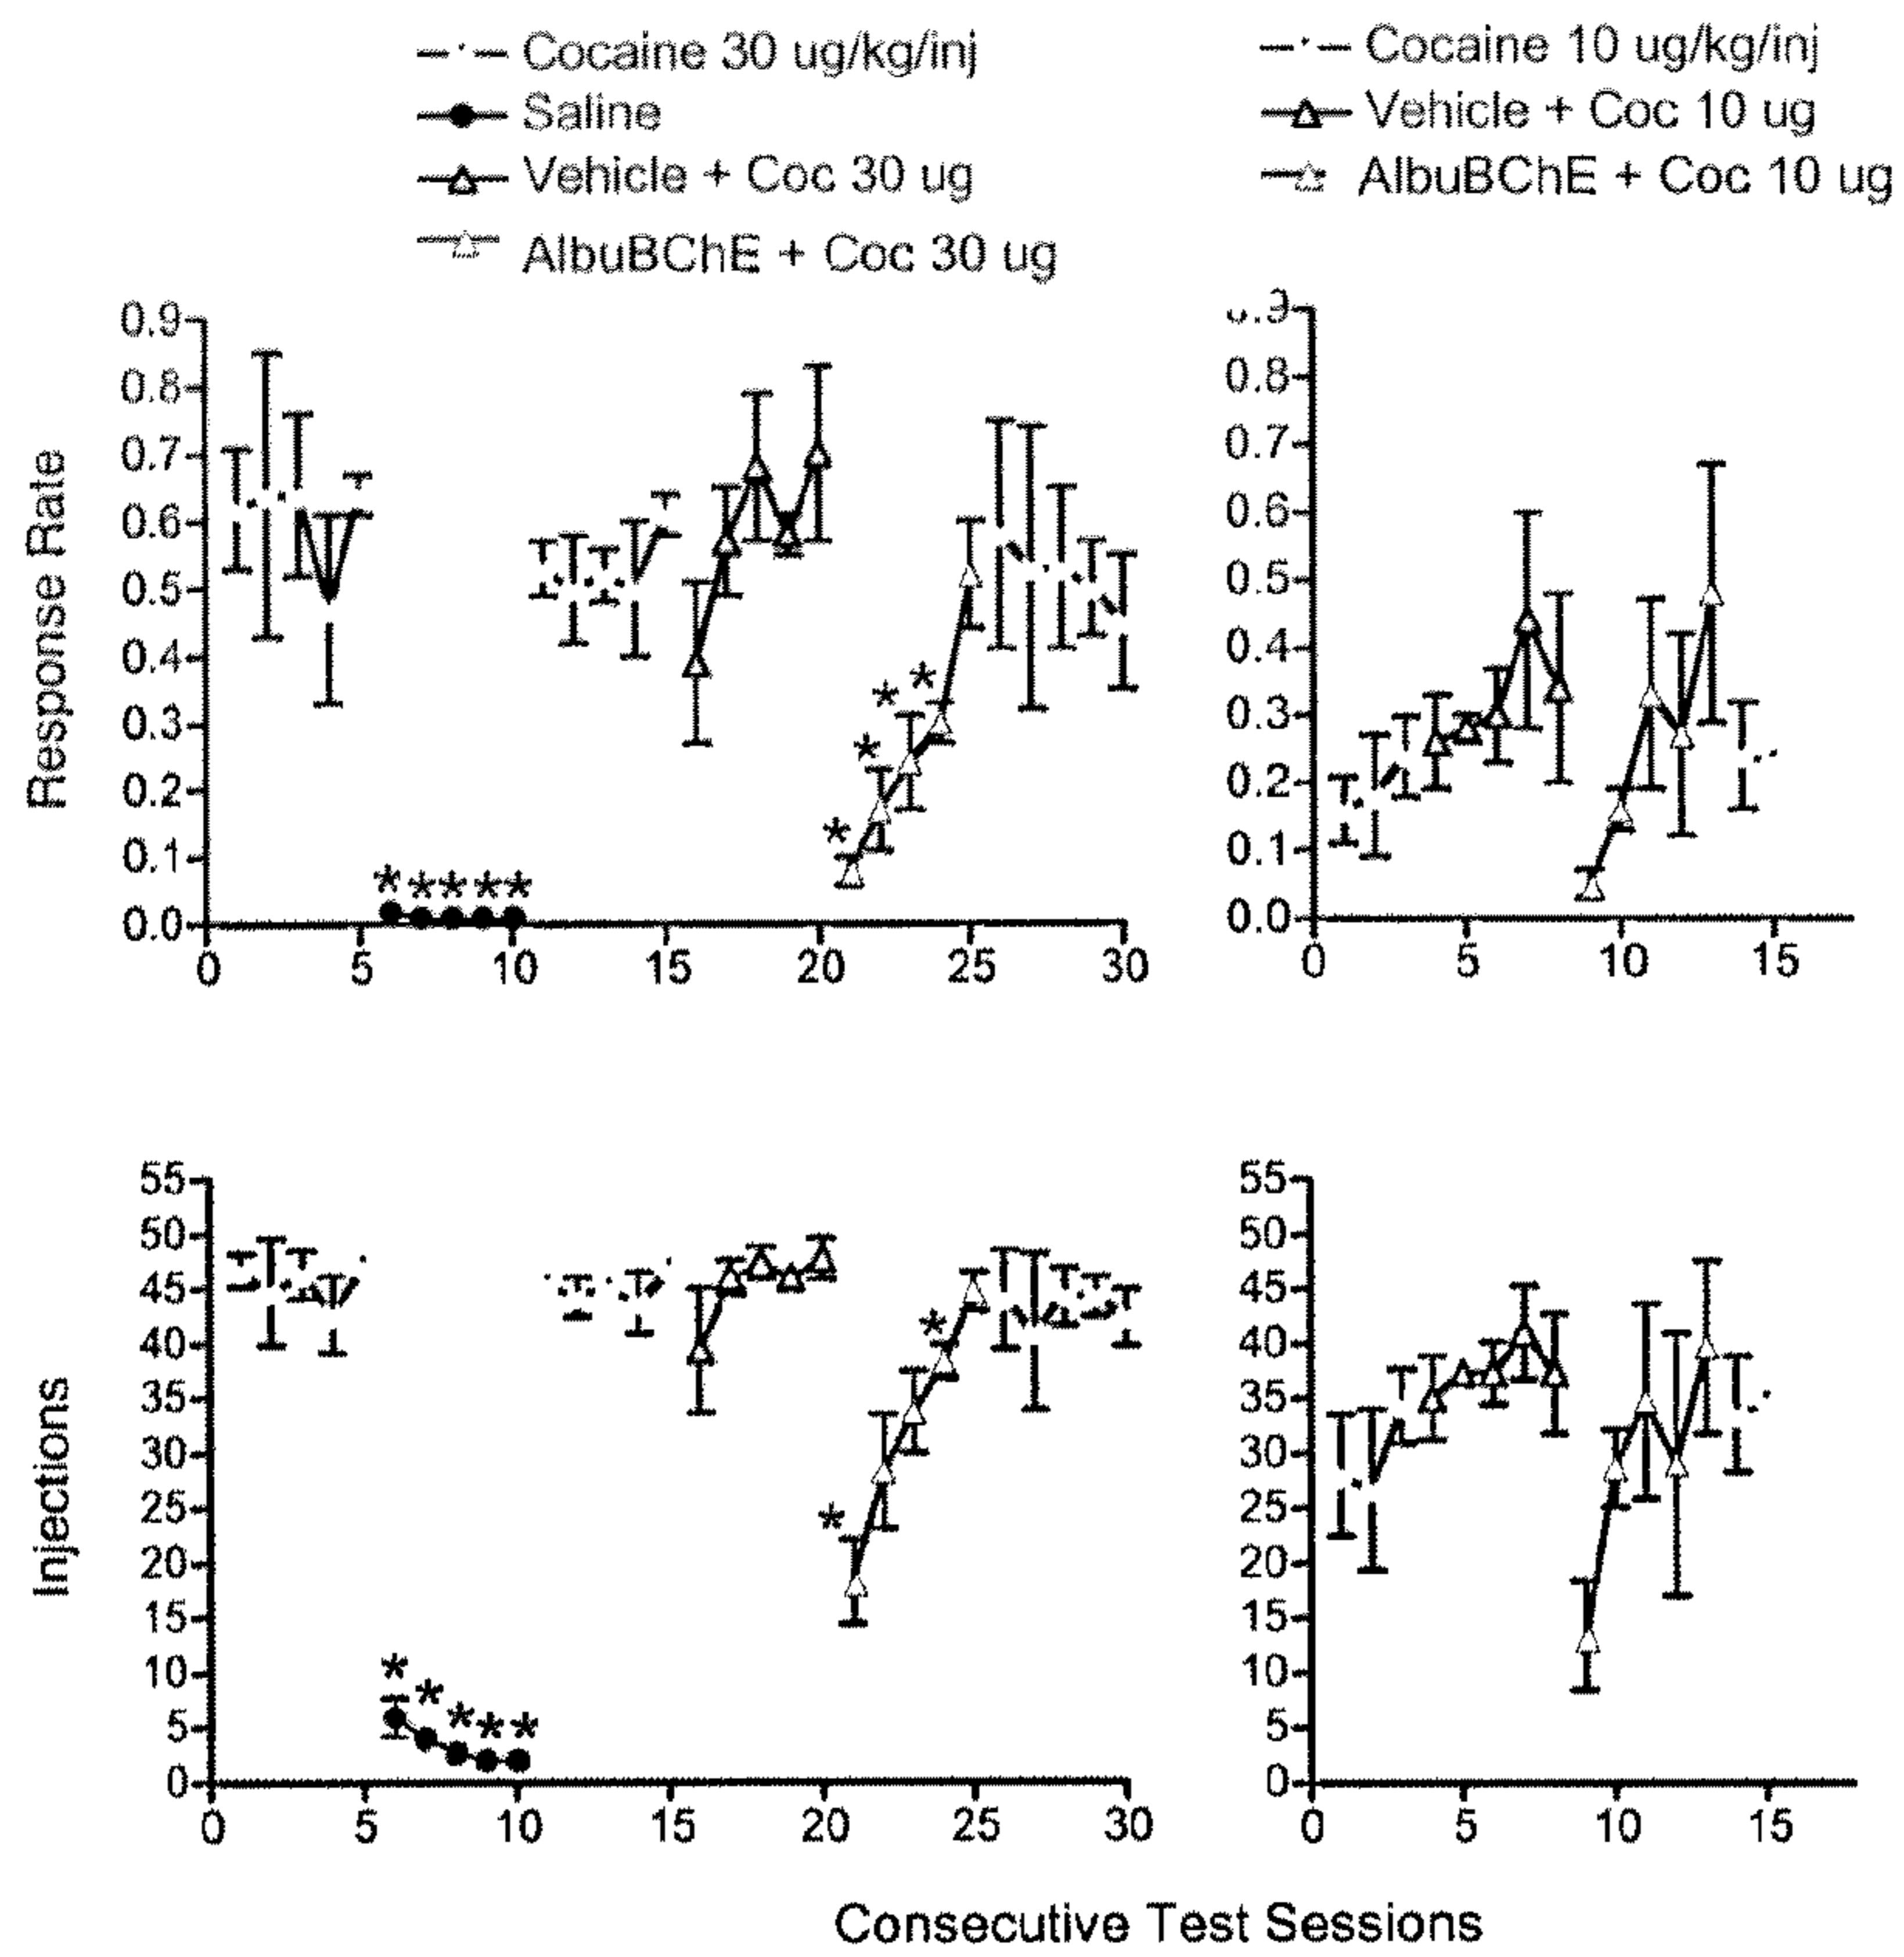 Cocaine 30 ug/kg/inj
Saline
Vehicle + Coc 30 ug
AlbuBChE + Coc 30 ug
Cocaine 10 ug/kg/inj
Vehicle + Coc 10 ug
AlbuBChE + Coc 10 ug
Response Rate
0.9
0.8
0.7
0.6
0.5
0.4
0.3
0.2
0.1
0.0
* * * * *
* * * *
0 5 10 15 20 25 30
0.9
0.8
0.7
0.6
0.5
0.4
0.3
0.2
0.1
0.0
0 5 10 15
Injections
55
50
45
40
35
30
25
20
15
10
5
0
* * * * *
* *
0 5 10 15 20 25 30
55
50
45
40
35
30
25
20
15
10
5
0
0 5 10 15
Consecutive Test Sessions